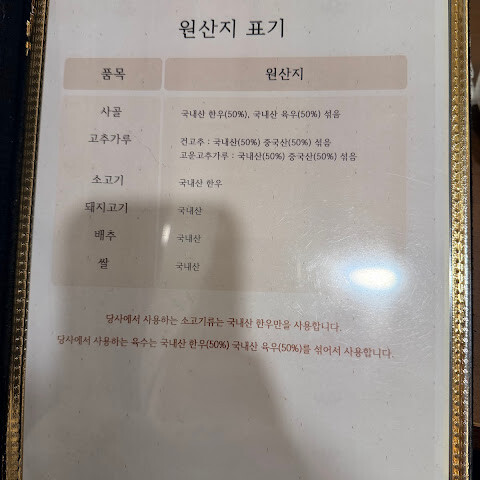 원산지 표기
품목 원산지
사골 국내산 한우(50%), 국내산 육우(50%) 섞음
고추가루 건고추 : 국내산(50%) 중국산(50%) 섞음
고운고추가루 : 국내산(50%) 중국산(50%) 섞음
소고기 국내산 한우
돼지고기 국내산
배추 국내산
쌀 국내산
당사에서 사용하는 소고기류는 국내산 한우만을 사용합니다.
당사에서 사용하는 육수는 국내산 한우(50%) 국내산 육우(50%)를 섞어서 사용합니다.